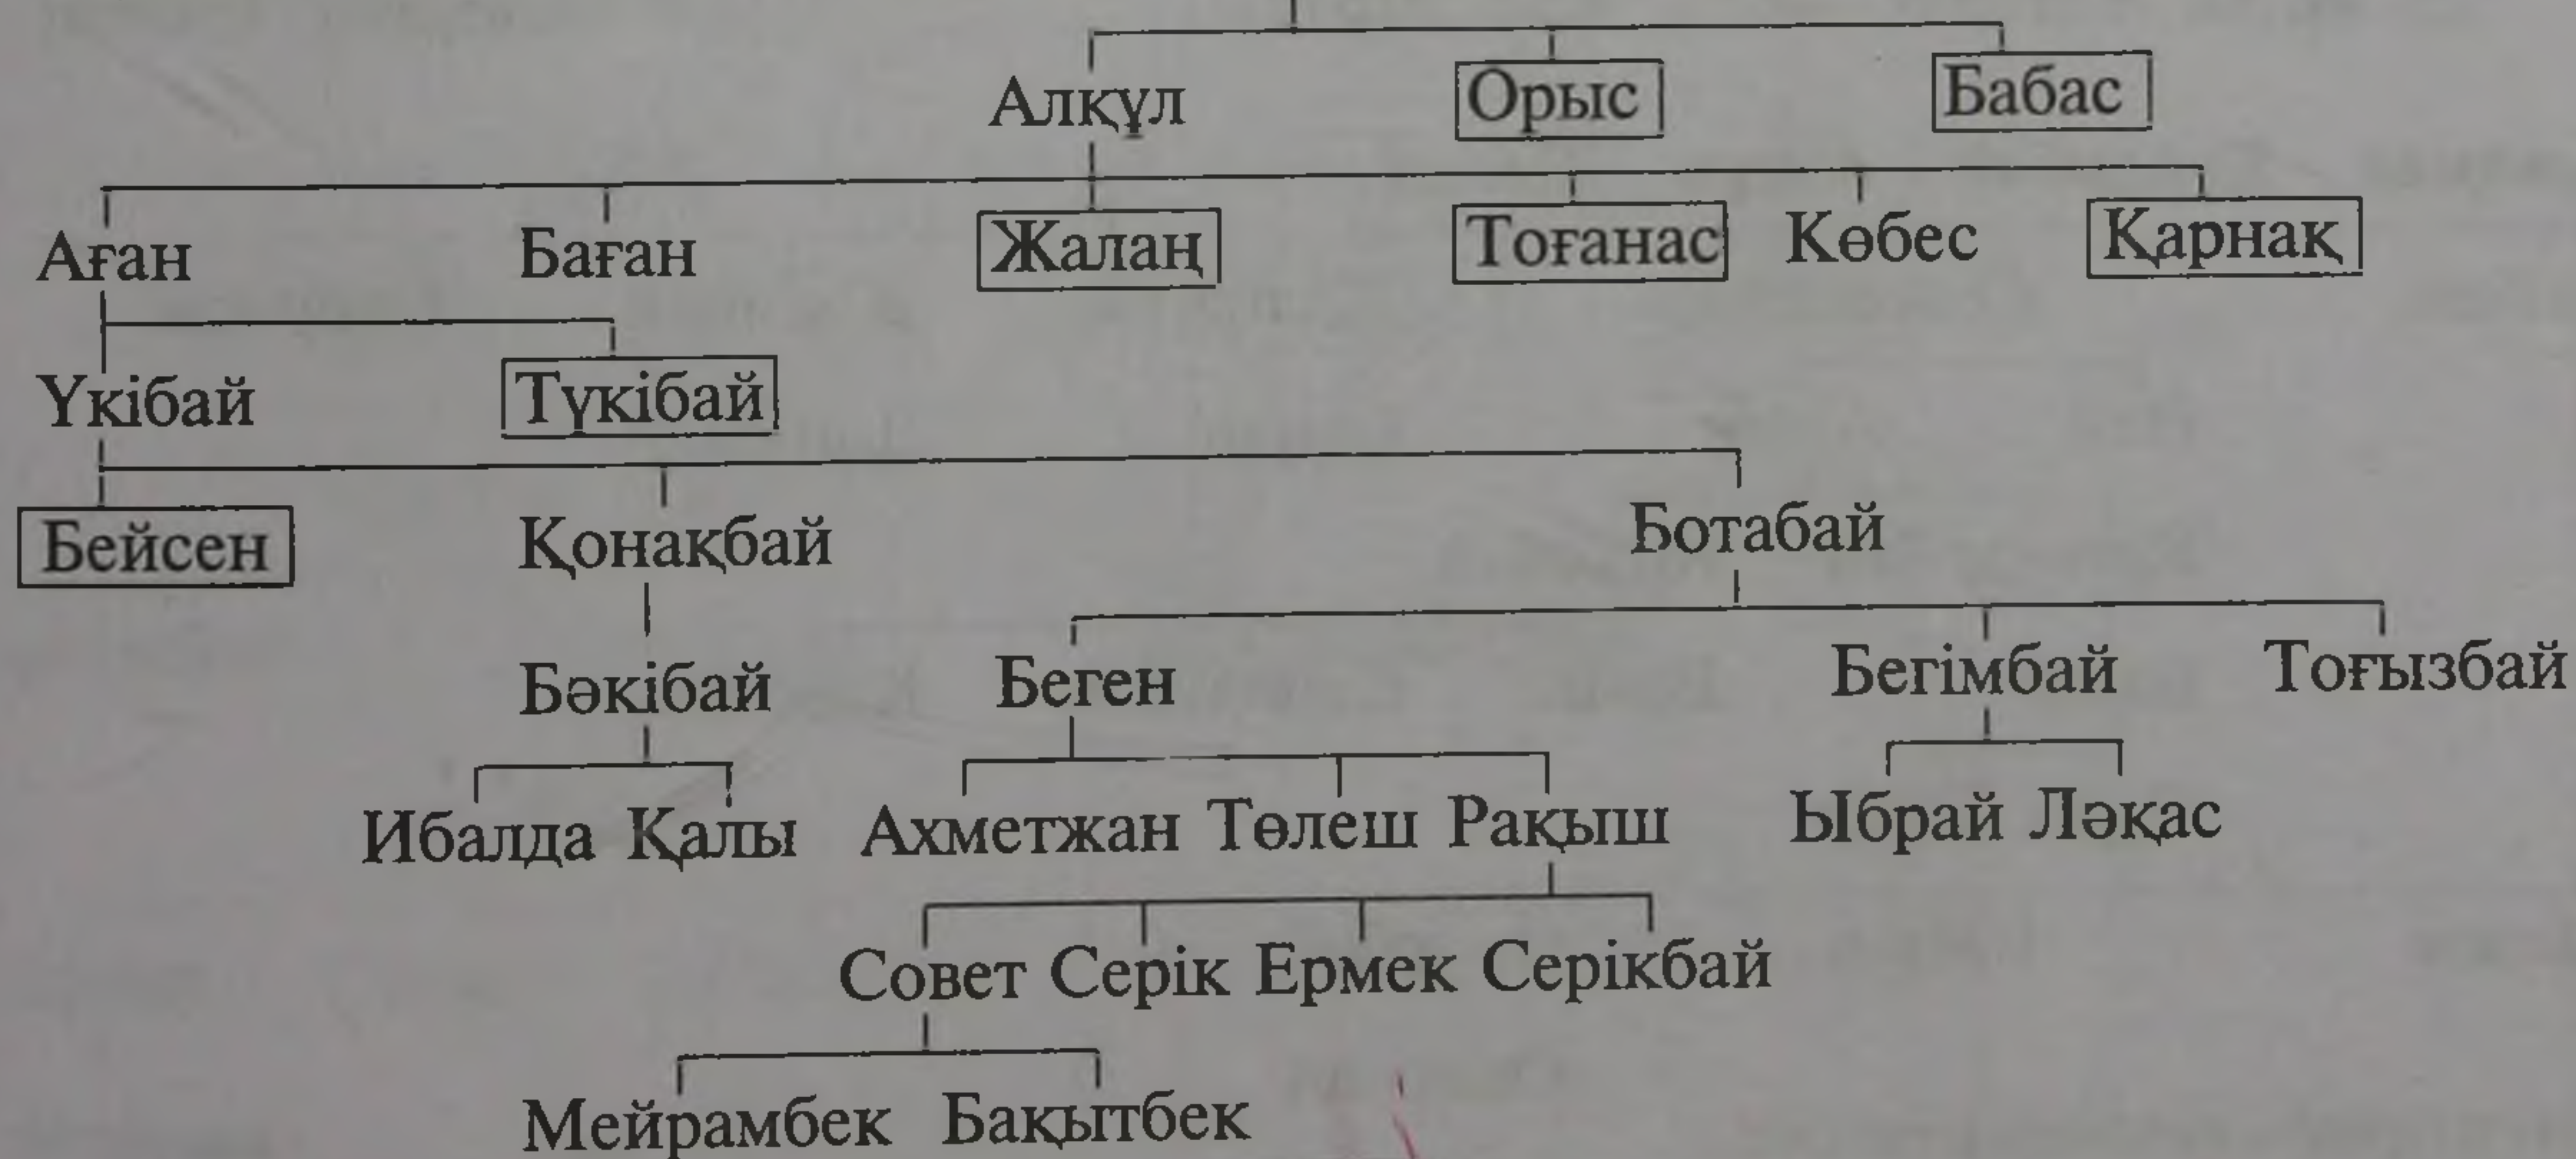 Алқұл Орыс Бабас
Аған Баған Жалаң Тоғанас Көбес Қарнақ
Үкібай Түкібай
Бейсен Қонақбай Ботабай
Бәкібай Беген Бегімбай Тоғызбай
Ибалда Қалы Ахметжан Төлеш Рақыш Ыбрай Ләқас
Совет Серік Ермек Серікбай
Мейрамбек Бақытбек